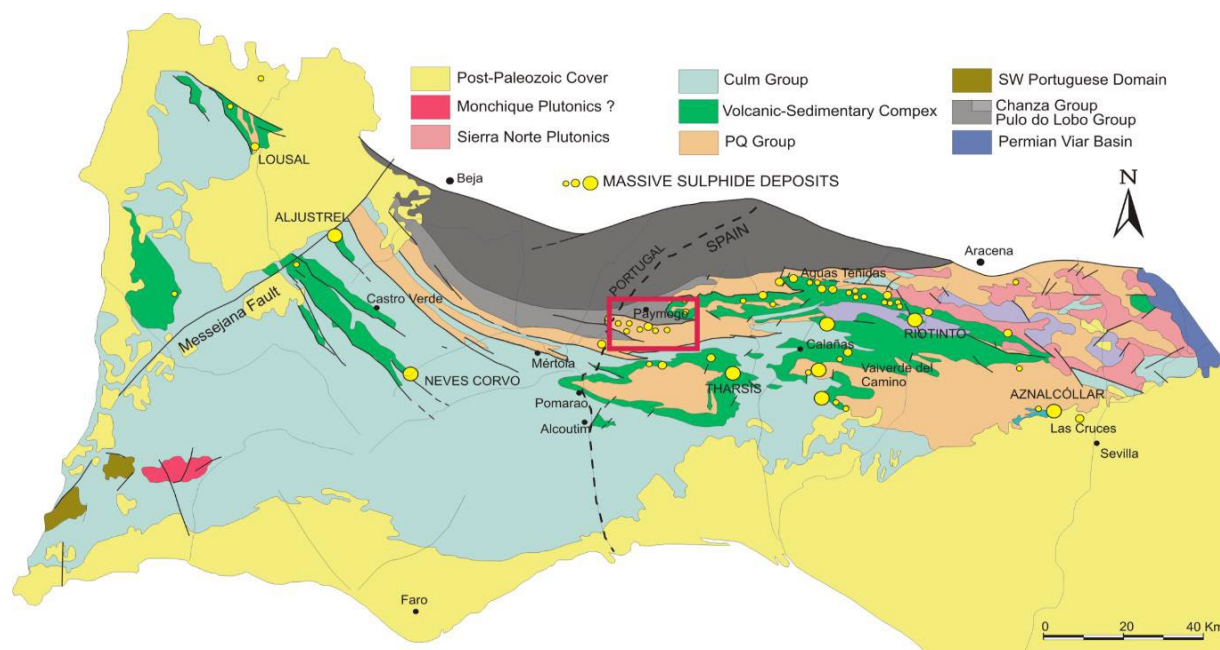 Post-Paleozoic Cover
Monchique Plutonics ?
Sierra Norte Plutonics
Culm Group
Volcanic-Sedimentary Compex
PQ Group
SW Portuguese Domain
Chanza Group
Pulo do Lobo Group
Permian Viar Basin
MASSIVE SULPHIDE DEPOSITS
N
LOUSAL
Beja
ALJUSTREL
PORTUGAL
SPAIN
Aracena
Aguas Teñidas
Paymogo
Castro Verde
Messejana Fault
RIOTINTO
Calañas
Mértola
NEVES CORVO
THARSIS
Valverde del
Camino
Pomarao
AZNALCÓLLAR
Alcoutim
Las Cruces
Sevilla
Faro
0 20 40 Km